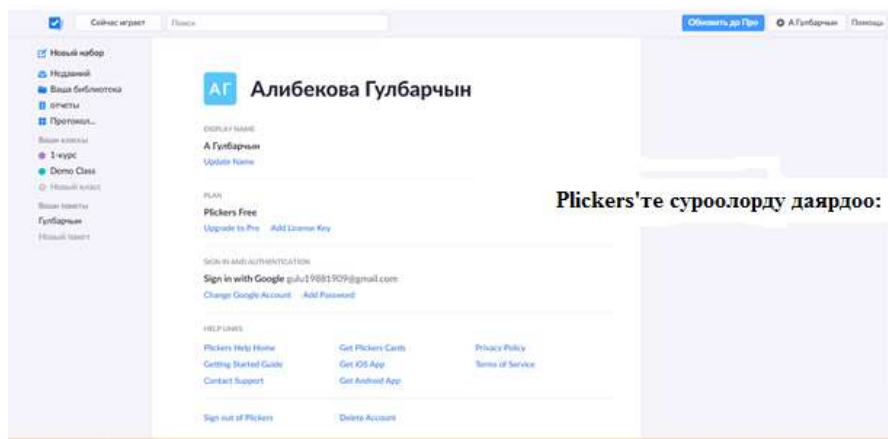 Сейчас играет
Поиск
Обновить до Про
А Гулбарчын
Помощь
Новый набор
Недавний
Ваша библиотека
отчеты
Протокол...
Ваши классы
1-курс
Demo Class
Новый класс
Ваши пакеты
Гулбарчын
Новый пакет
АГ
Алибекова Гулбарчын
DISPLAY NAME
А Гулбарчын
Update Name
PLAN
Plickers Free
Upgrade to Pro Add License Key
SIGN IN AND AUTHENTICATION
Sign in with Google gulu19881909@gmail.com
Change Google Account Add Password
HELP LINKS
Plickers Help Home Get Plickers Cards Privacy Policy
Getting Started Guide Get iOS App Terms of Service
Contact Support Get Android App
Sign out of Plickers Delete Account
Plickers'те суроолорду даярдоо: